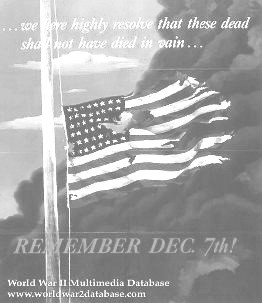 ...we here highly resolve that these dead
shall not have died in vain...
REMEMBER DEC. 7th!
World War II Multimedia Database
www.worldwar2database.com